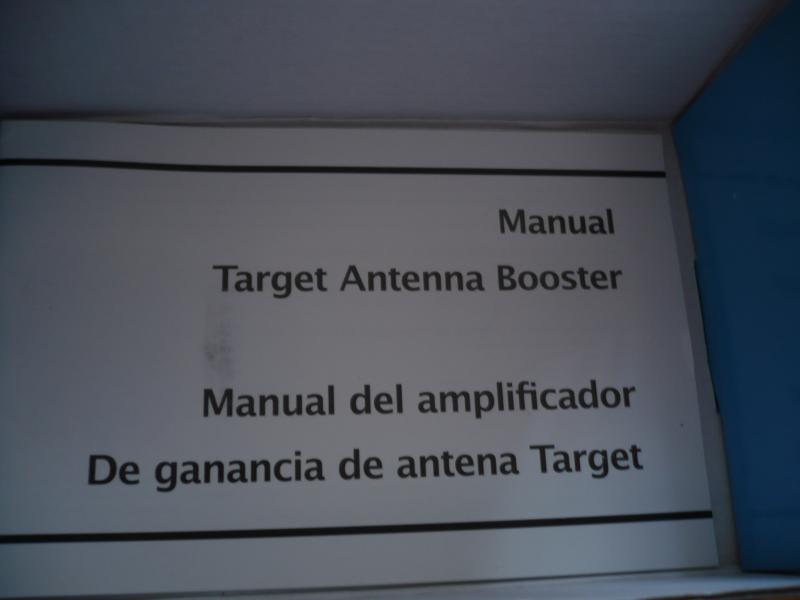 Manual
Target Antenna Booster
Manual del amplificador
De ganancia de antena Target